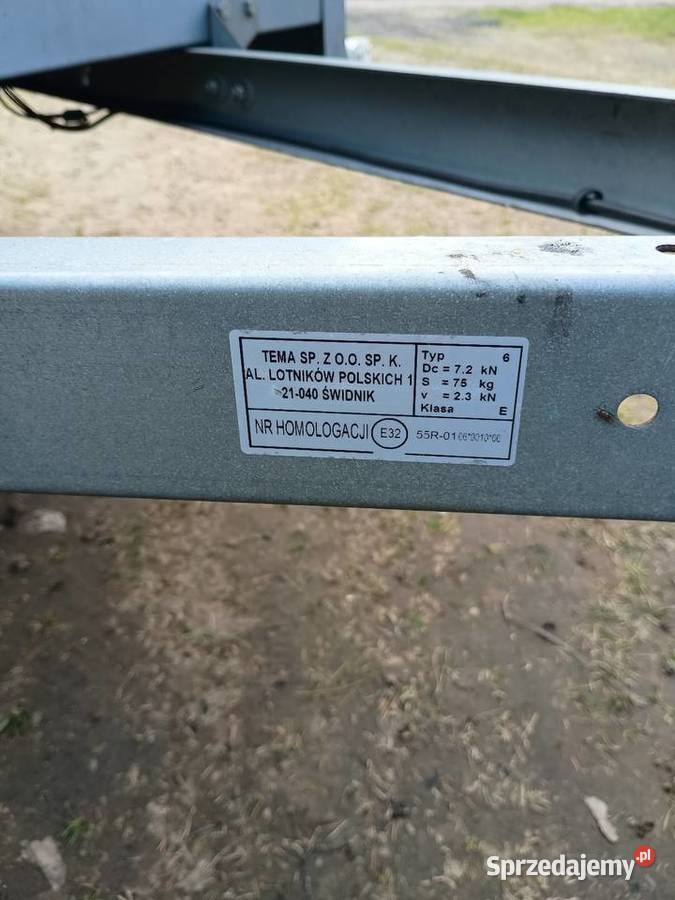 TEMA SP. Z O.O. SP. K.
AL. LOTNIKÓW POLSKICH 1
21-040 ŚWIDNIK
Typ 6
Dc = 7.2 kN
S = 75 kg
v = 2.3 kN
Klasa E
NR HOMOLOGACJI E32 55R-01
Sprzedajemy.pl